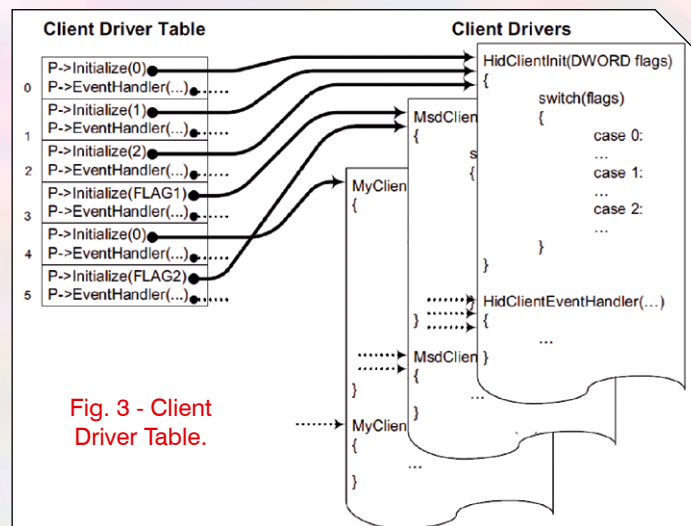 Client Driver Table
Client Drivers
P->Initialize(0)
0 P->EventHandler(...)
P->Initialize(1)
1 P->EventHandler(...)
P->Initialize(2)
2 P->EventHandler(...)
P->Initialize(FLAG1)
3 P->EventHandler(...)
P->Initialize(0)
4 P->EventHandler(...)
P->Initialize(FLAG2)
5 P->EventHandler(...)
HidClientInit(DWORD flags)
{
switch(flags)
{
case 0:
...
case 1:
...
case 2:
...
}
}
HidClientEventHandler(...)
{
...
}
MsdClien
{
s
{
}
}
MsdClien
{
...
}
MyClient
{
}
MyClien
{
...
}
Fig. 3 - Client
Driver Table.